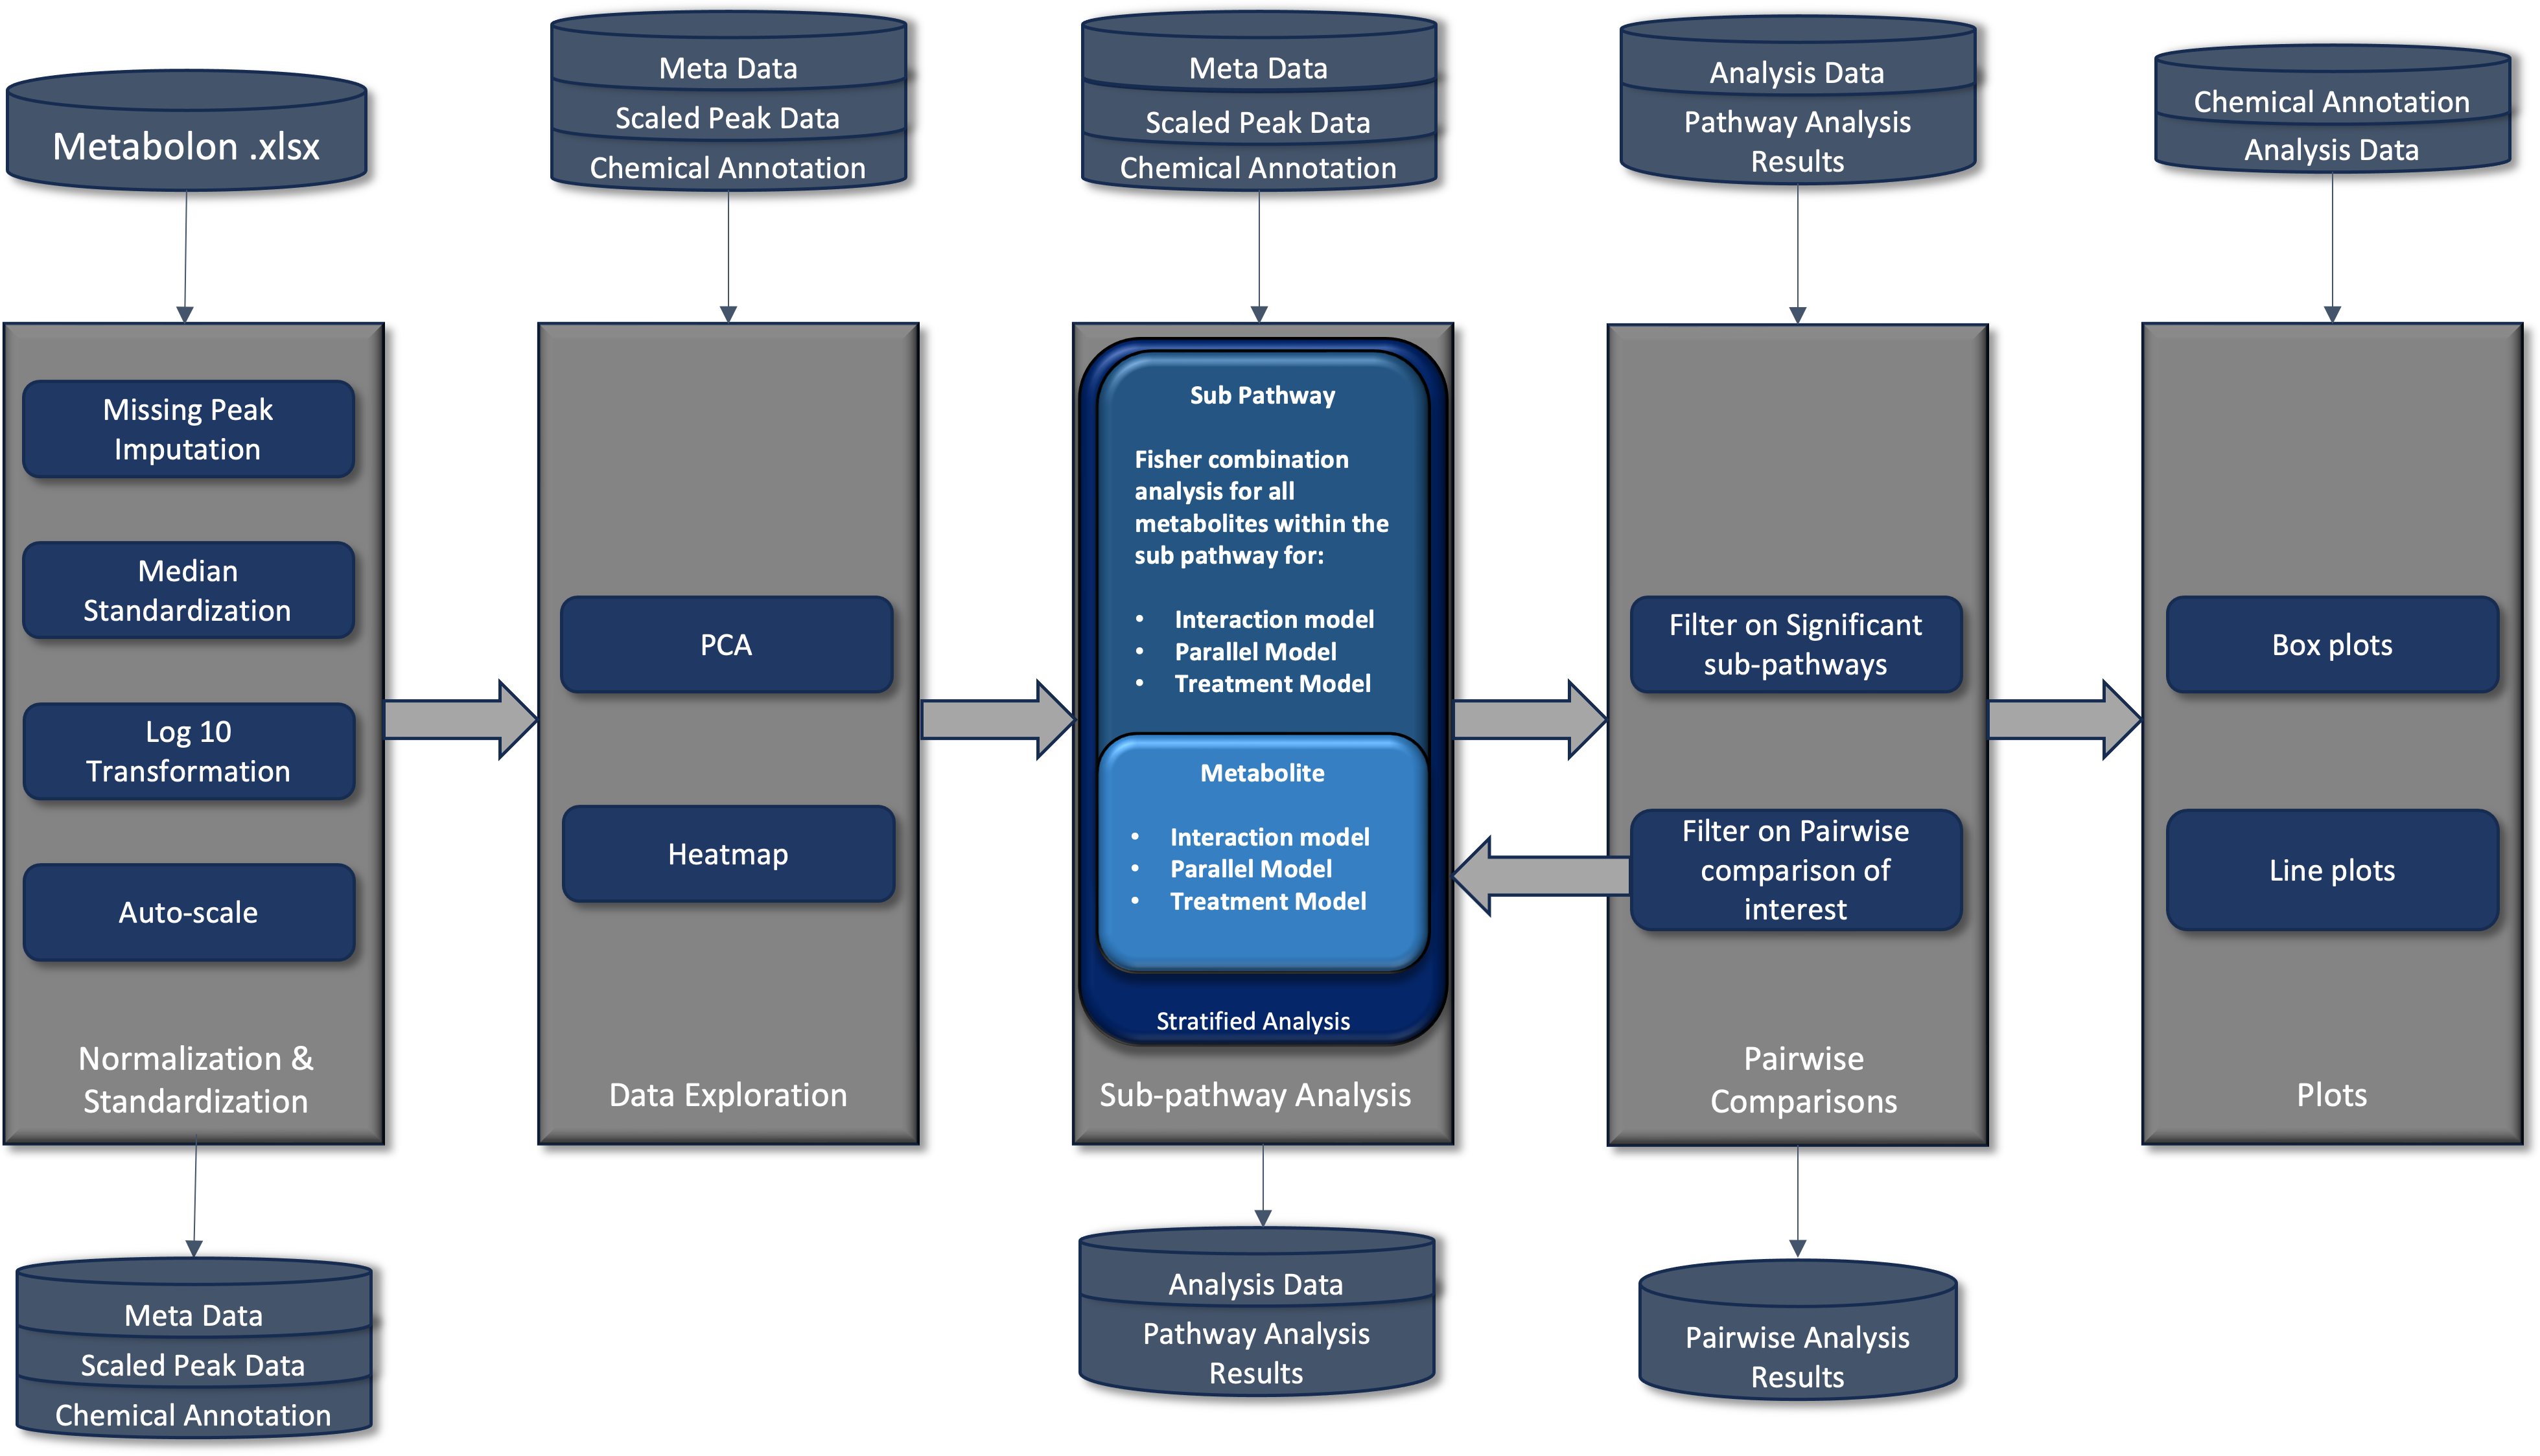 Metabolon .xlsx
Missing Peak
Imputation
Median
Standardization
Log 10
Transformation
Auto-scale
Normalization &
Standardization
Meta Data
Scaled Peak Data
Chemical Annotation
Meta Data
Scaled Peak Data
Chemical Annotation
PCA
Heatmap
Data Exploration
Meta Data
Scaled Peak Data
Chemical Annotation
Sub Pathway
Fisher combination
analysis for all
metabolites within the
sub pathway for:
• Interaction model
• Parallel Model
• Treatment Model
Metabolite
• Interaction model
• Parallel Model
• Treatment Model
Stratified Analysis
Sub-pathway Analysis
Analysis Data
Pathway Analysis
Results
Analysis Data
Pathway Analysis
Results
Filter on Significant
sub-pathways
Filter on Pairwise
comparison of
interest
Pairwise
Comparisons
Pairwise Analysis
Results
Chemical Annotation
Analysis Data
Box plots
Line plots
Plots